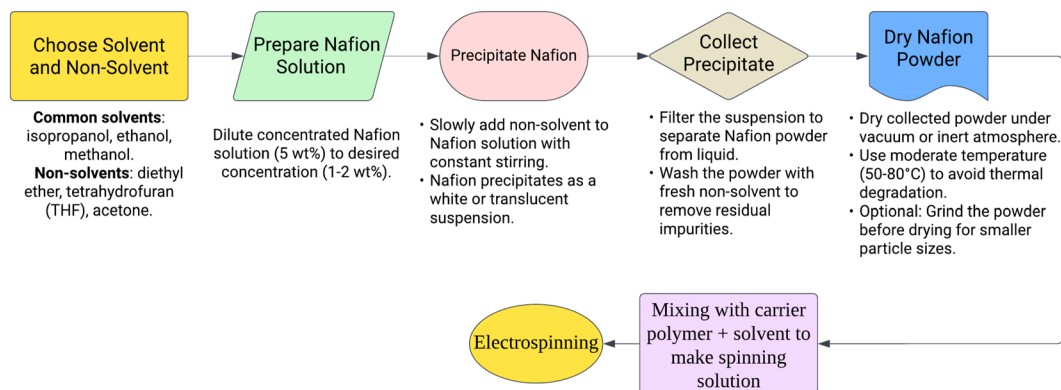 Choose Solvent
and Non-Solvent
Prepare Nafion
Solution
Precipitate Nafion
Collect
Precipitate
Dry Nafion
Powder
Common solvents:
isopropanol, ethanol,
methanol.
Non-solvents: diethyl
ether, tetrahydrofuran
(THF), acetone.
Dilute concentrated Nafion
solution (5 wt%) to desired
concentration (1-2 wt%).
• Slowly add non-solvent to
Nafion solution with
constant stirring.
• Nafion precipitates as a
white or translucent
suspension.
• Filter the suspension to
separate Nafion powder
from liquid.
• Wash the powder with
fresh non-solvent to
remove residual
impurities.
• Dry collected powder under
vacuum or inert atmosphere.
• Use moderate temperature
(50-80°C) to avoid thermal
degradation.
• Optional: Grind the powder
before drying for smaller
particle sizes.
Mixing with carrier
polymer + solvent to
make spinning
solution
Electrospinning